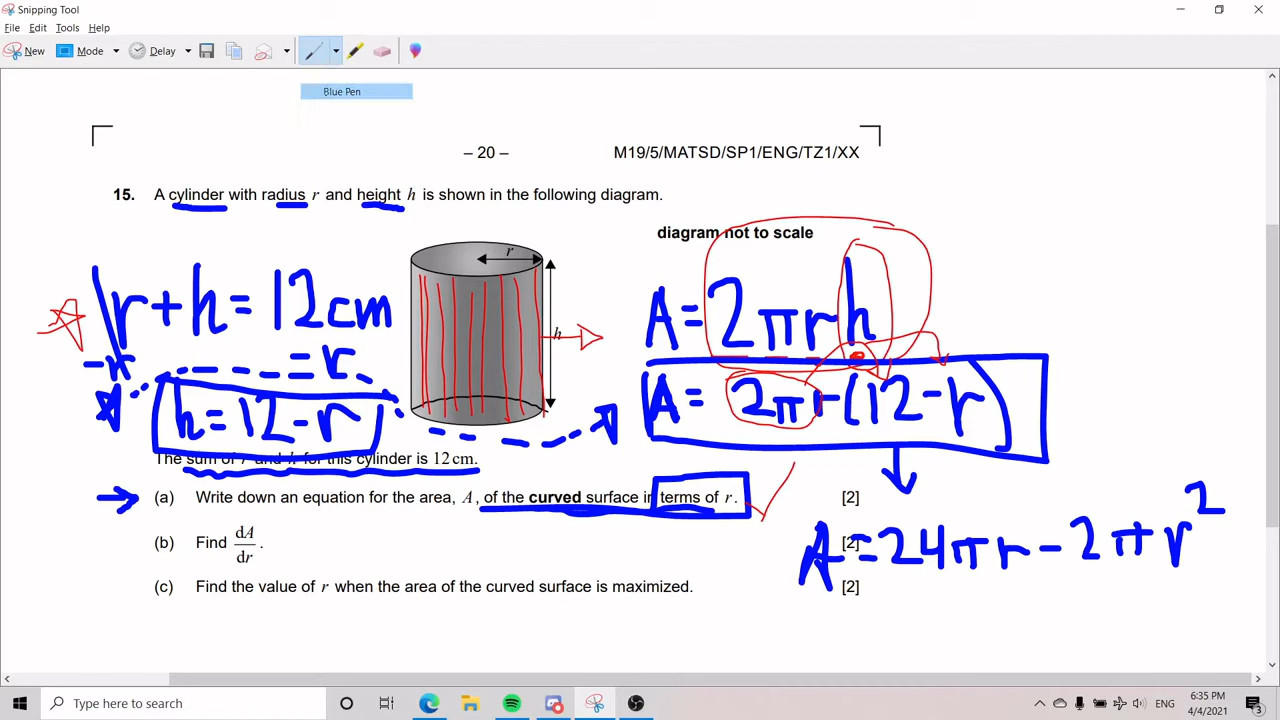 Snipping Tool
File Edit Tools Help
New Mode Delay
Blue Pen
– 20 –
M19/5/MATSD/SP1/ENG/TZ1/XX
15. A cylinder with radius r and height h is shown in the following diagram.
diagram not to scale
r
h
r + h = 12cm
- r = r
h = 12 - r
A = 2πrh
A = 2πr(12 - r)
The sum of r and h for this cylinder is 12 cm.
(a) Write down an equation for the area, A, of the curved surface in terms of r. [2]
A = 24πr - 2πr²
(b) Find dA/dr. [2]
(c) Find the value of r when the area of the curved surface is maximized. [2]
Type here to search
ENG
6:35 PM
4/4/2021
3